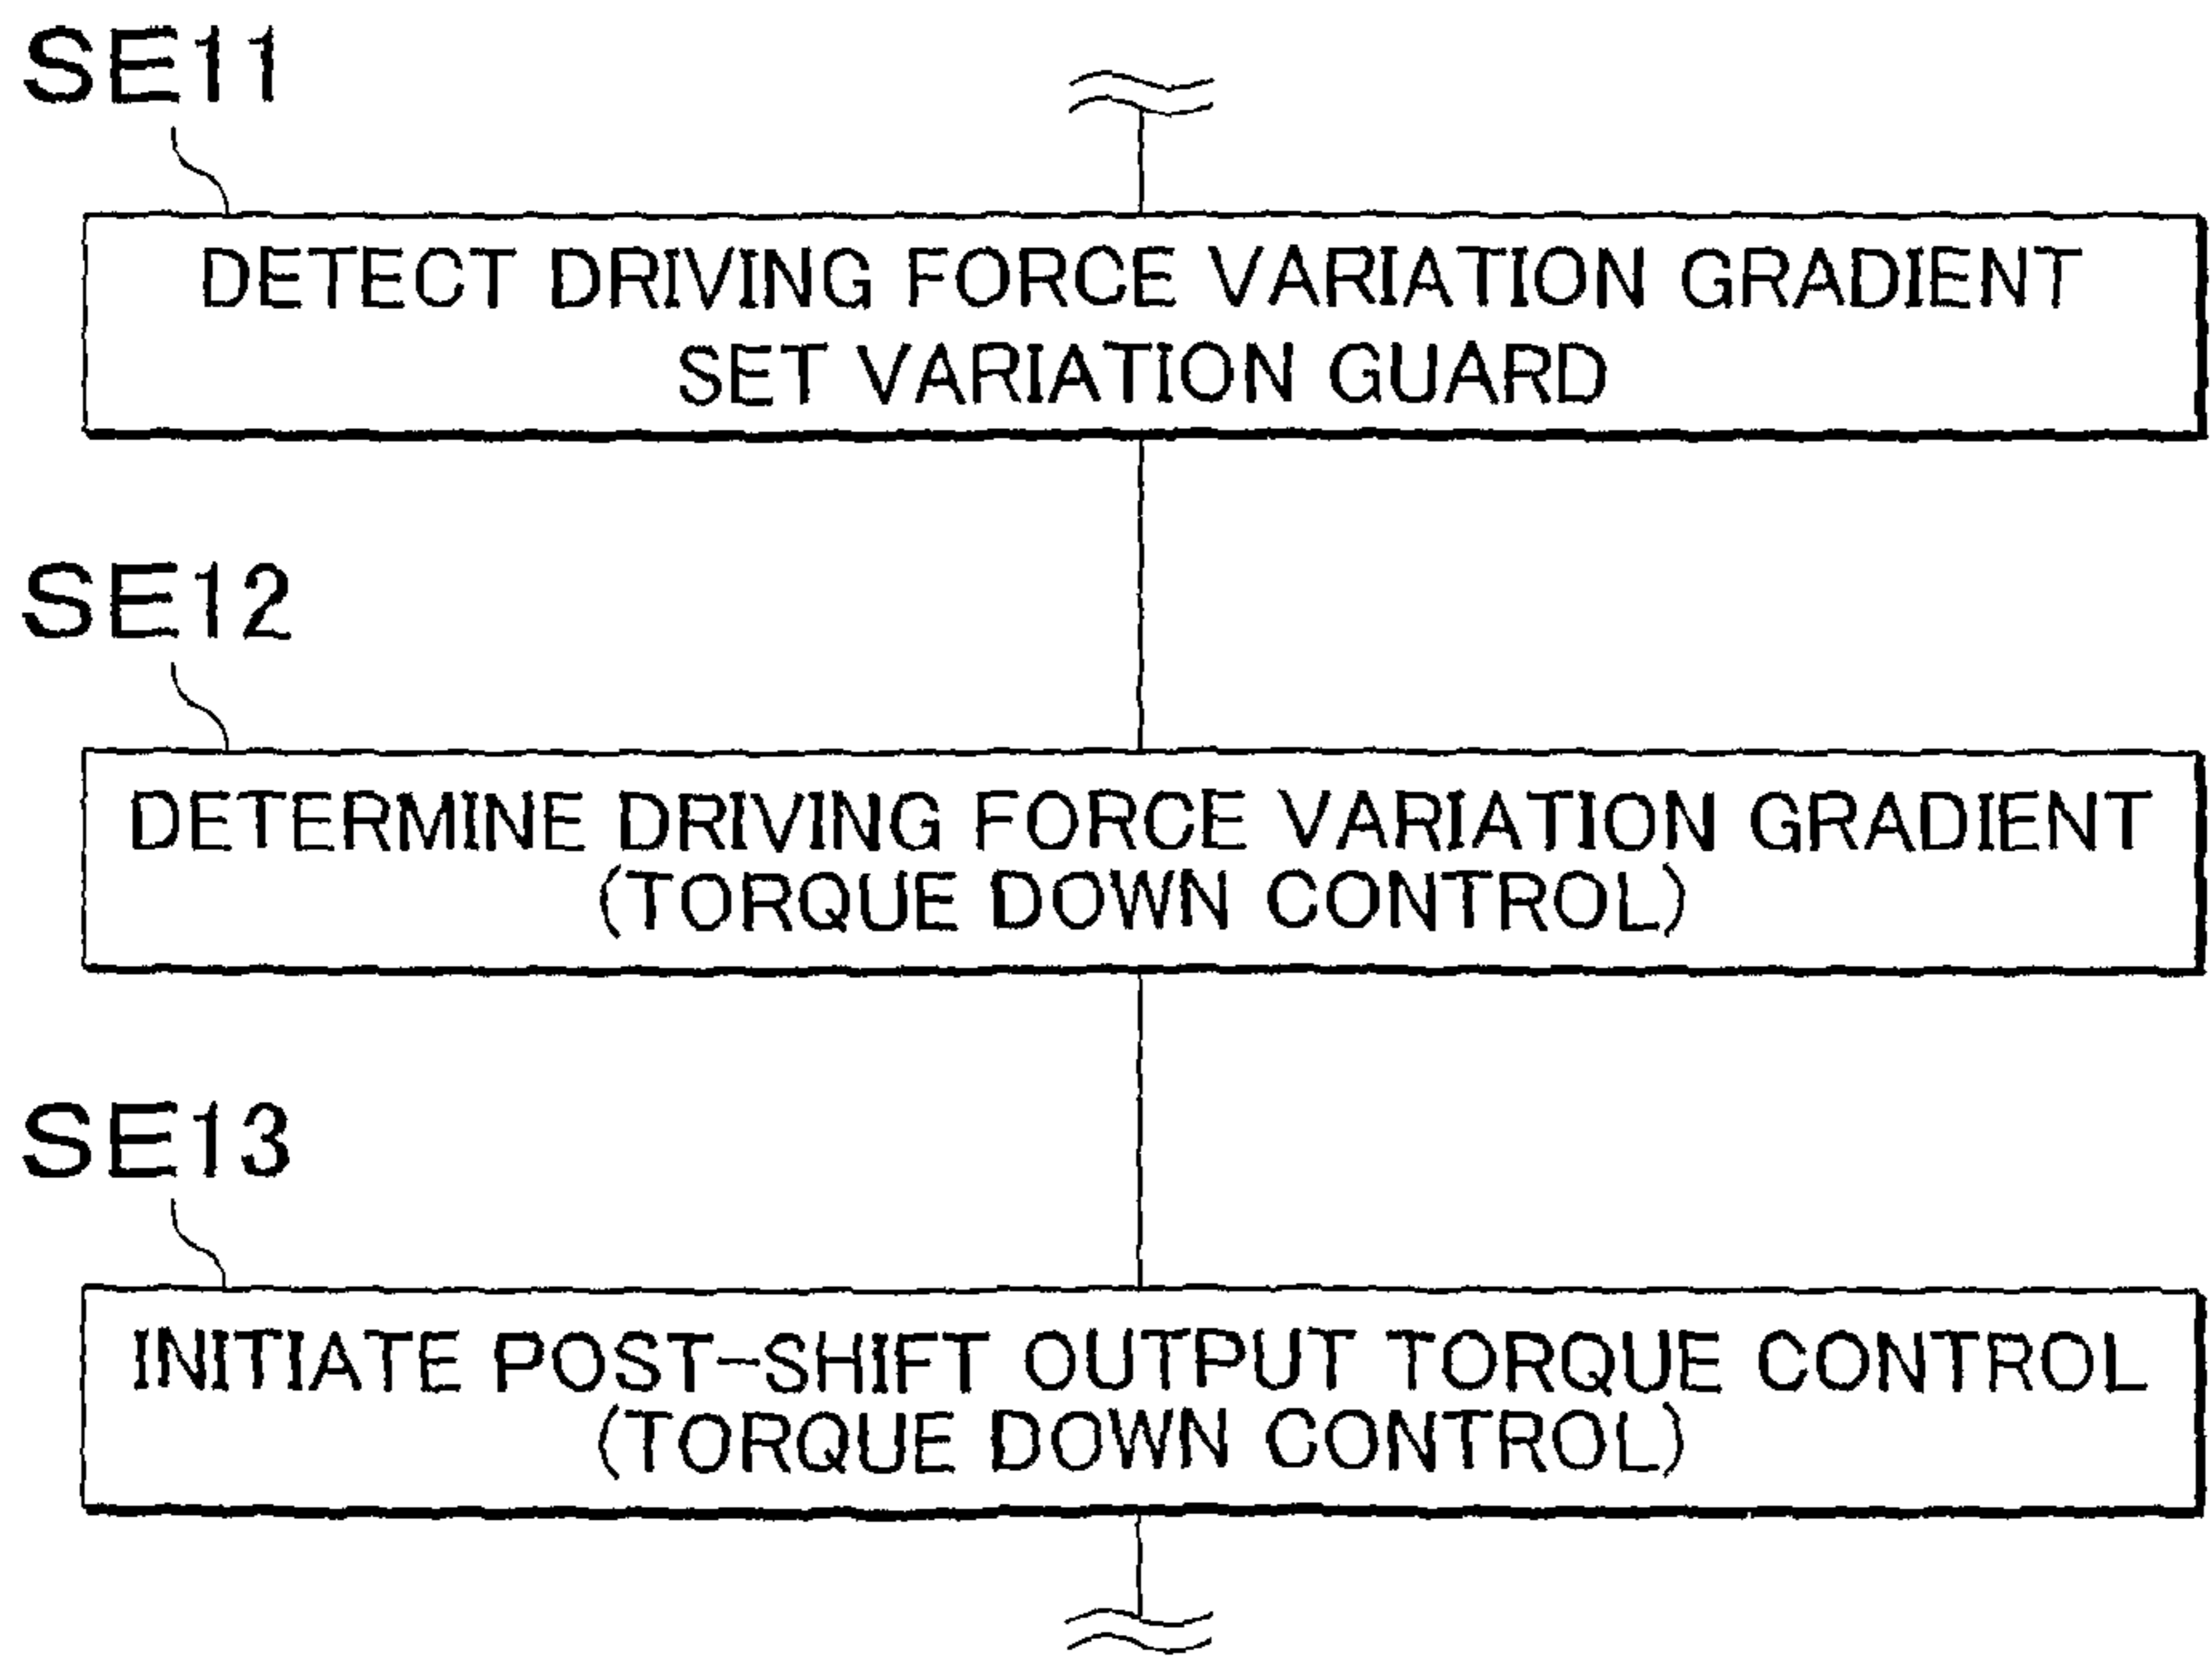 SE11
DETECT DRIVING FORCE VARIATION GRADIENT
SET VARIATION GUARD
SE12
DETERMINE DRIVING FORCE VARIATION GRADIENT
(TORQUE DOWN CONTROL)
SE13
INITIATE POST-SHIFT OUTPUT TORQUE CONTROL
(TORQUE DOWN CONTROL)